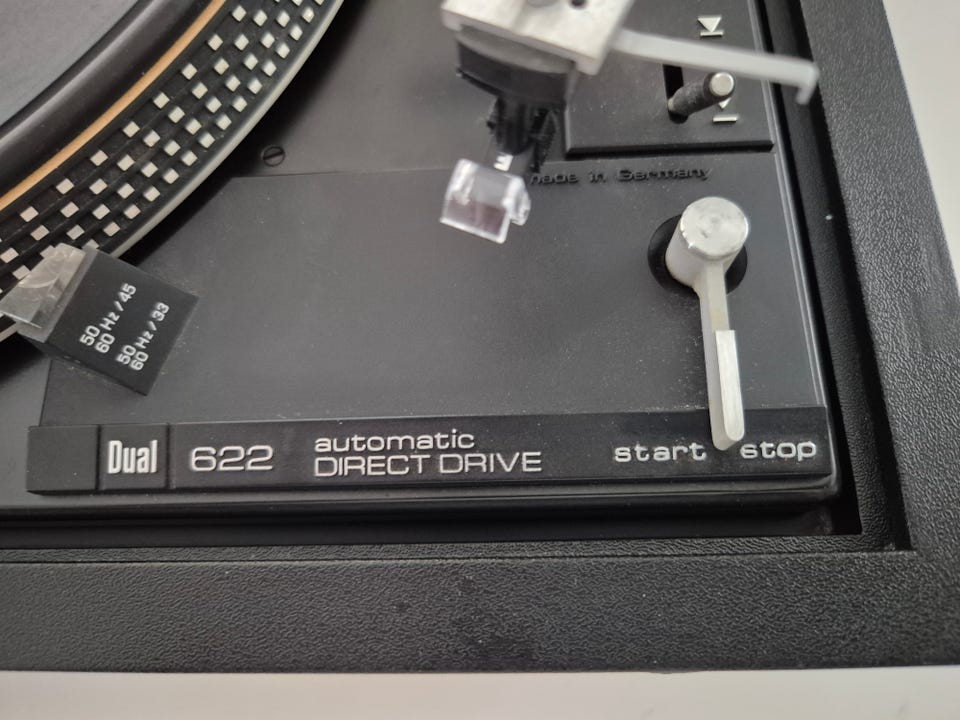 made in Germany
50 Hz/45
60
50 Hz/33
60
Dual
622
automatic
DIRECT DRIVE
start
stop